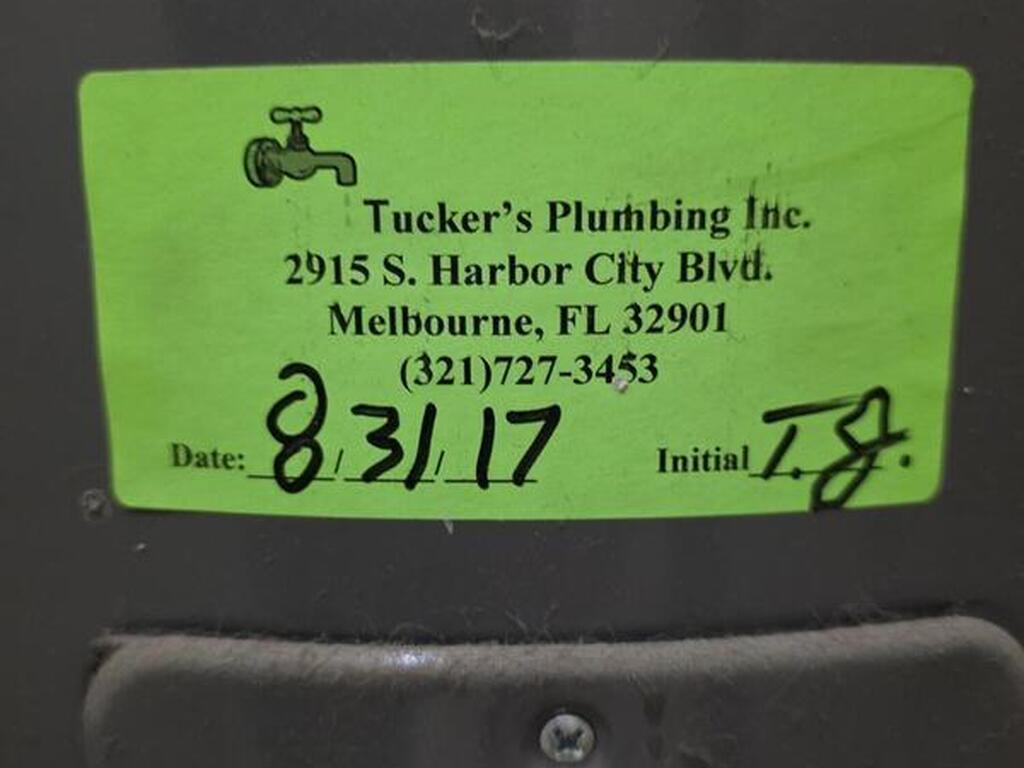 Tucker's Plumbing Inc.
2915 S. Harbor City Blvd.
Melbourne, FL 32901
(321)727-3453
Date: 8/31/17 Initial T.J.